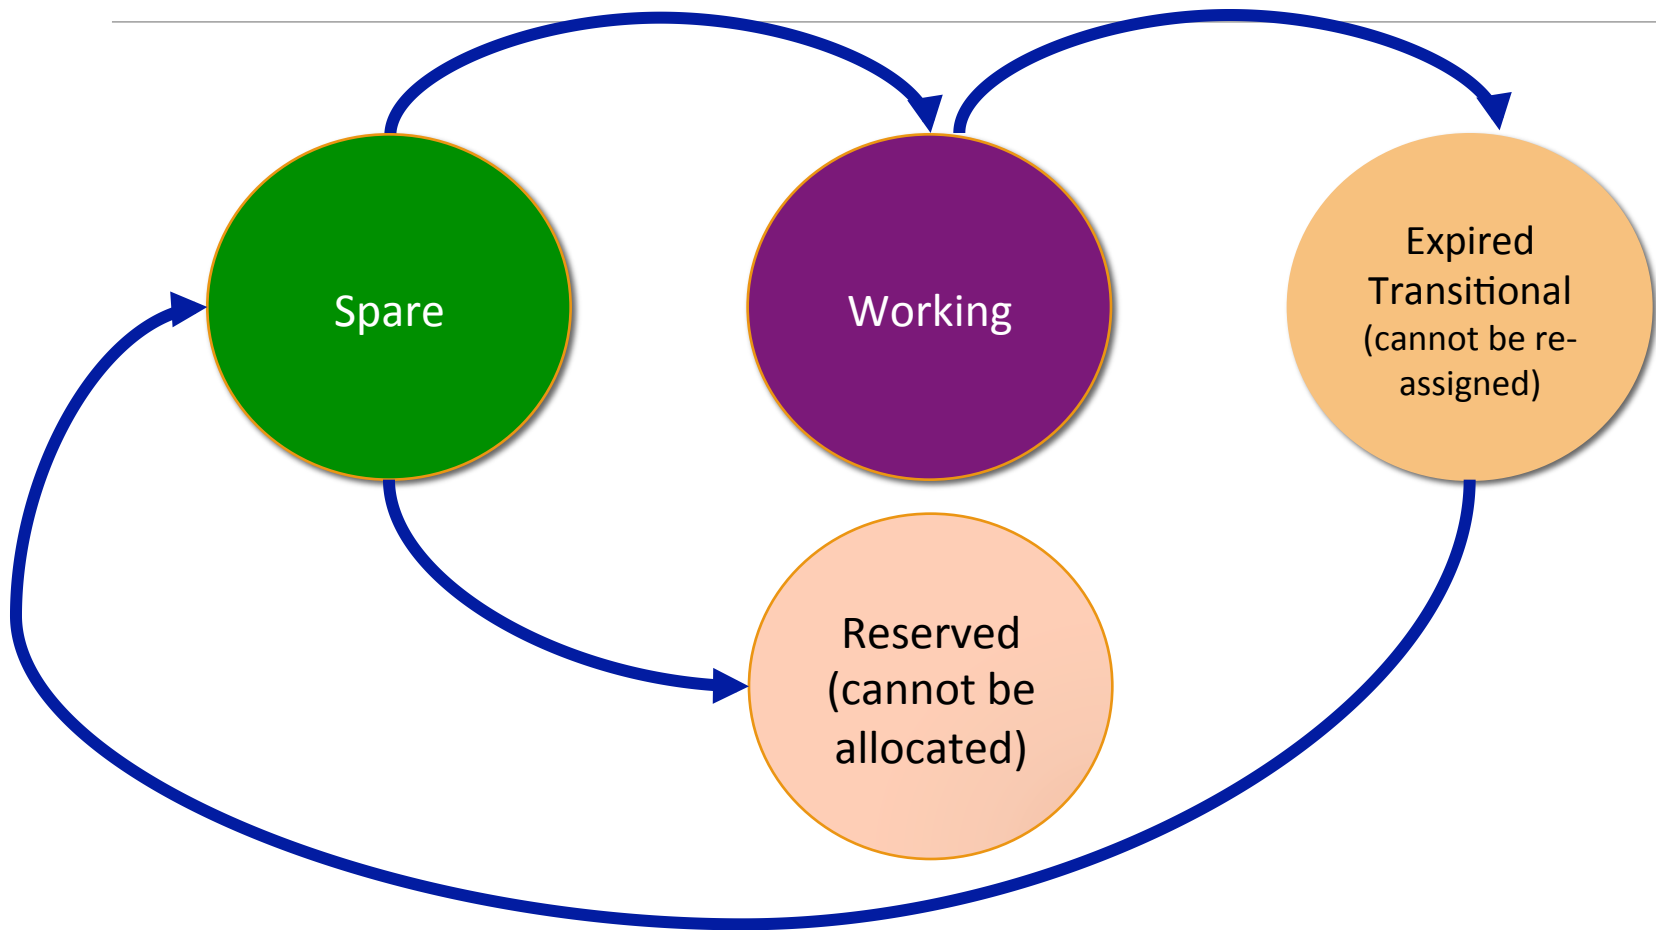 Spare
Working
Expired
Transitional
(cannot be re-
assigned)
Reserved
(cannot be
allocated)